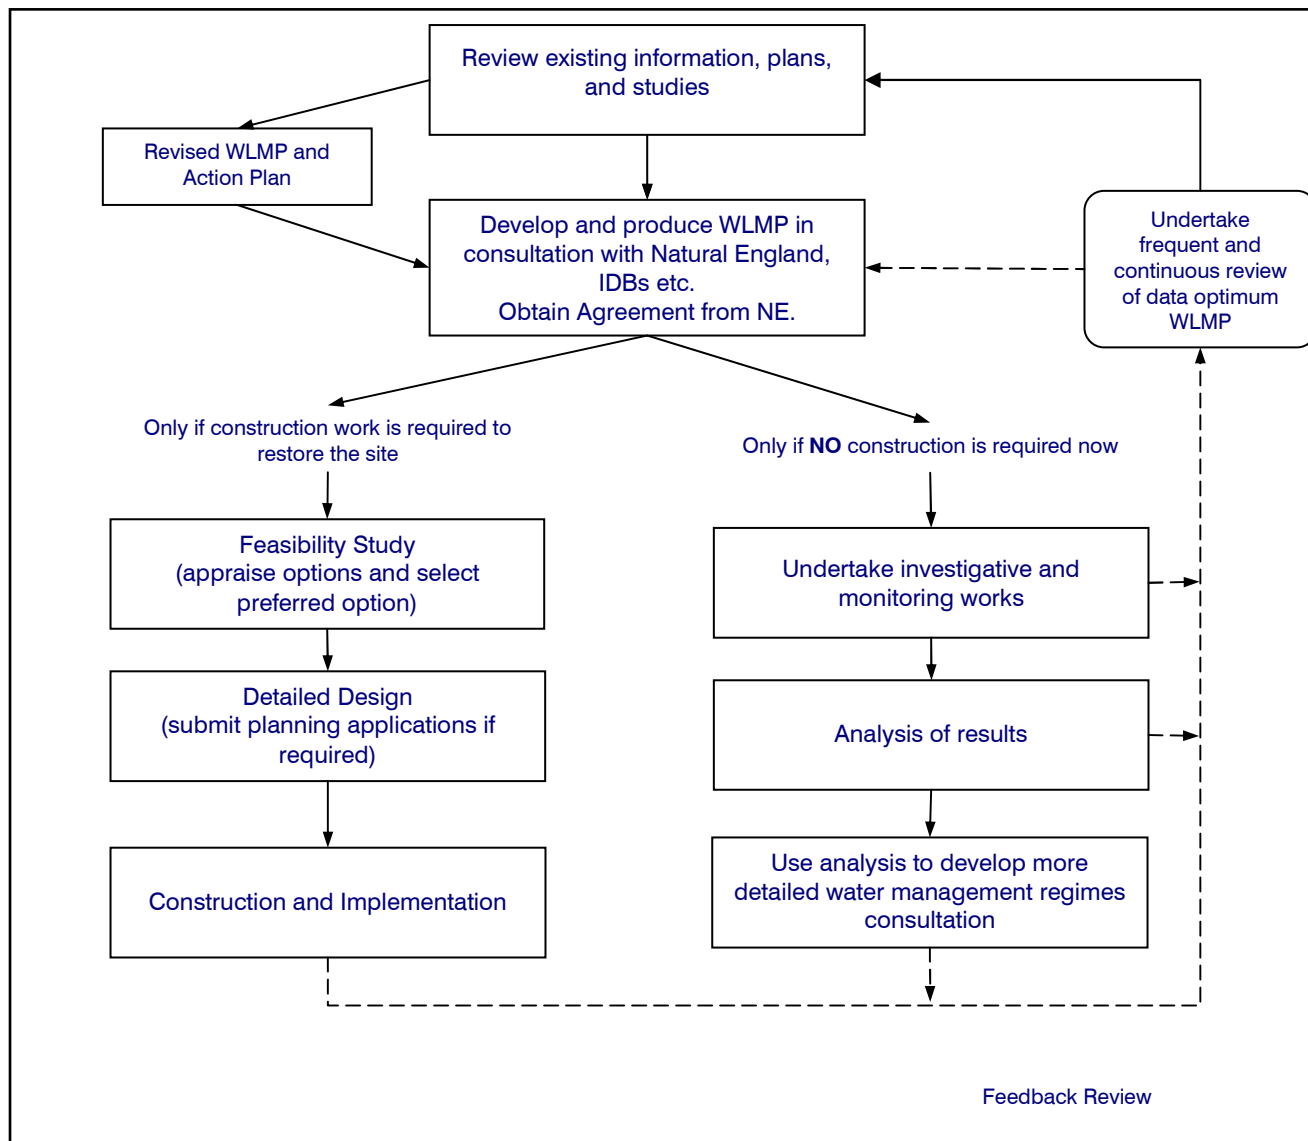 Review existing information, plans,
and studies
Revised WLMP and
Action Plan
Develop and produce WLMP in
consultation with Natural England,
IDBs etc.
Obtain Agreement from NE.
Undertake
frequent and
continuous review
of data optimum
WLMP
Only if construction work is required to
restore the site
Only if NO construction is required now
Feasibility Study
(appraise options and select
preferred option)
Undertake investigative and
monitoring works
Detailed Design
(submit planning applications if
required)
Analysis of results
Construction and Implementation
Use analysis to develop more
detailed water management regimes
consultation
Feedback Review